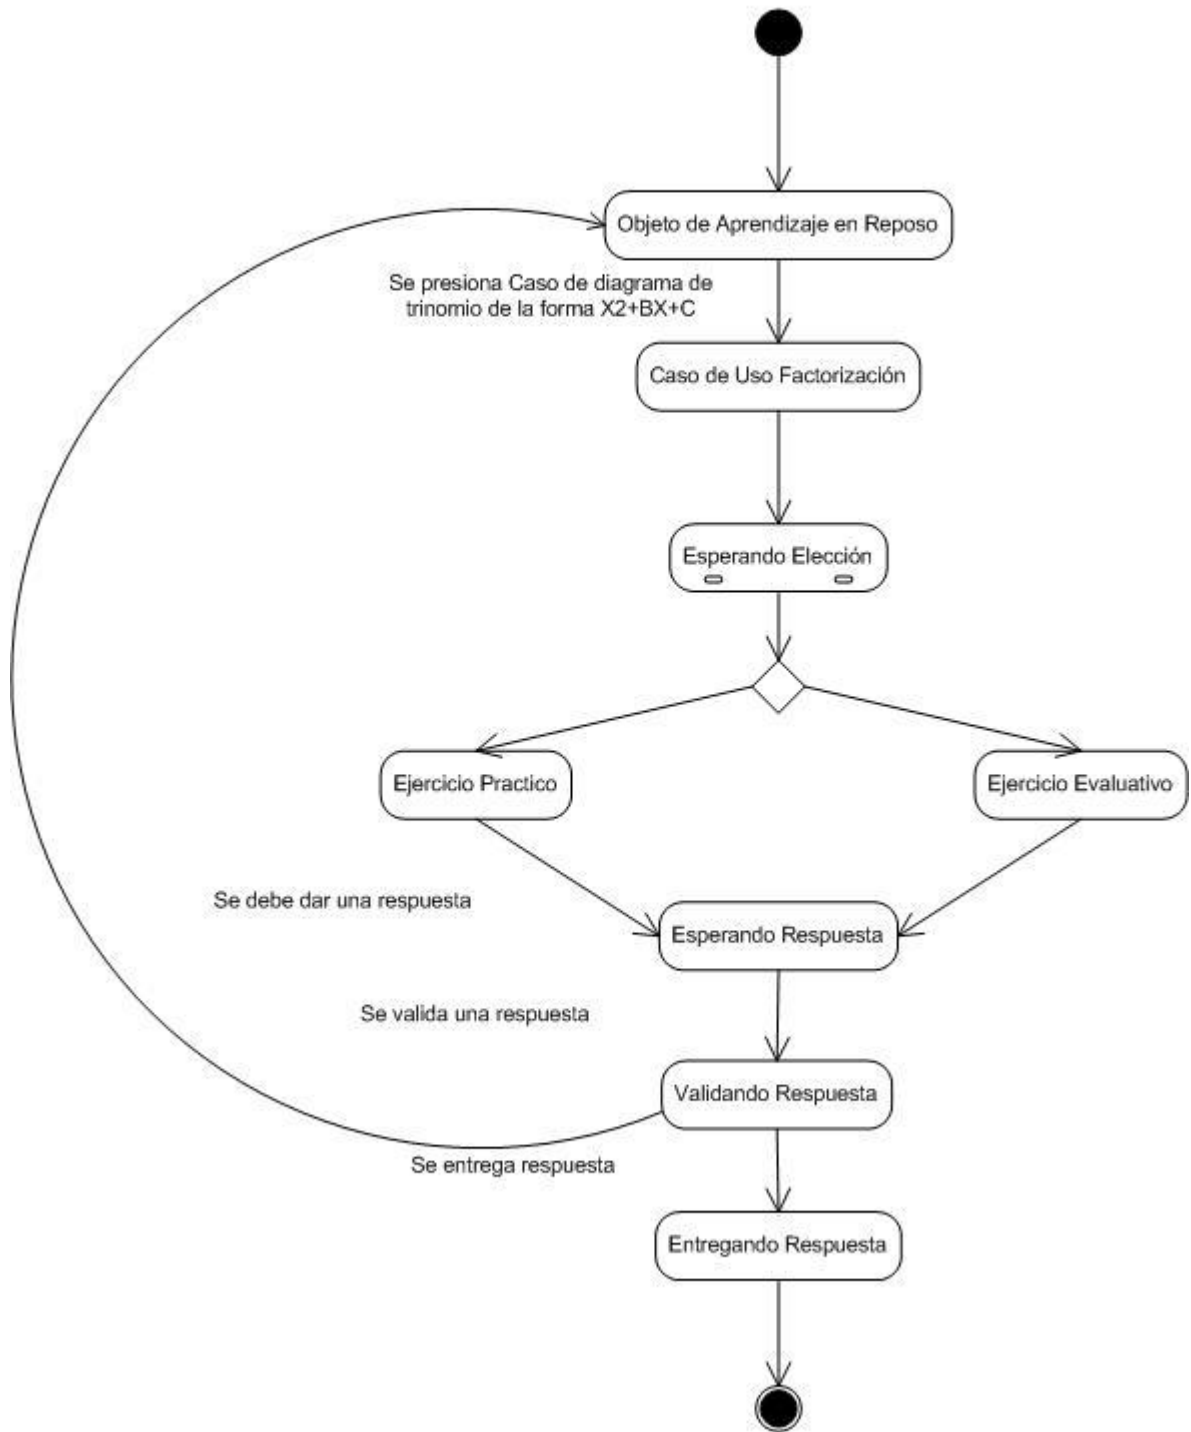 Objeto de Aprendizaje en Reposo
Se presiona Caso de diagrama de
trinomio de la forma X2+BX+C
Caso de Uso Factorización
Esperando Elección
Ejercicio Practico
Ejercicio Evaluativo
Se debe dar una respuesta
Esperando Respuesta
Se valida una respuesta
Validando Respuesta
Se entrega respuesta
Entregando Respuesta